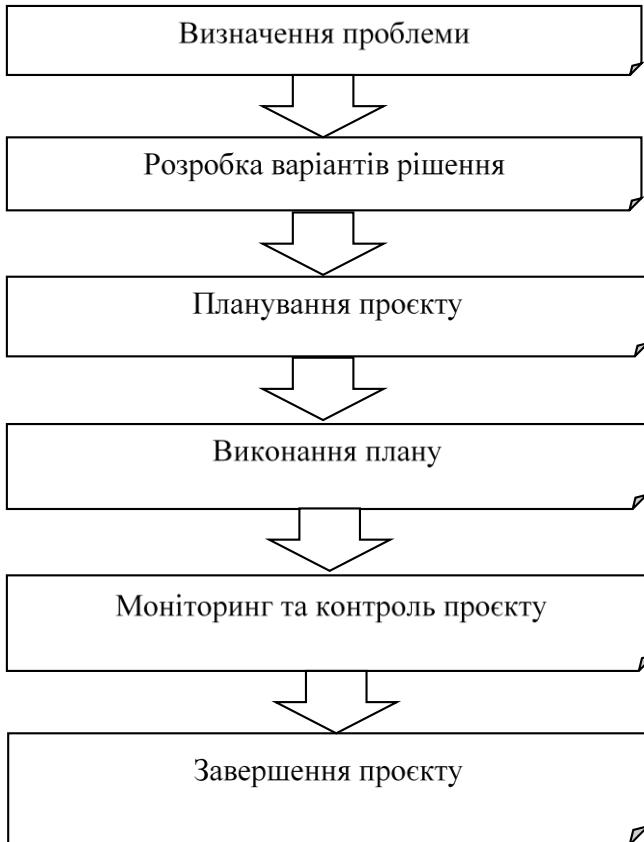 Визначення проблеми
Розробка варіантів рішення
Планування проєкту
Виконання плану
Моніторинг та контроль проєкту
Завершення проєкту